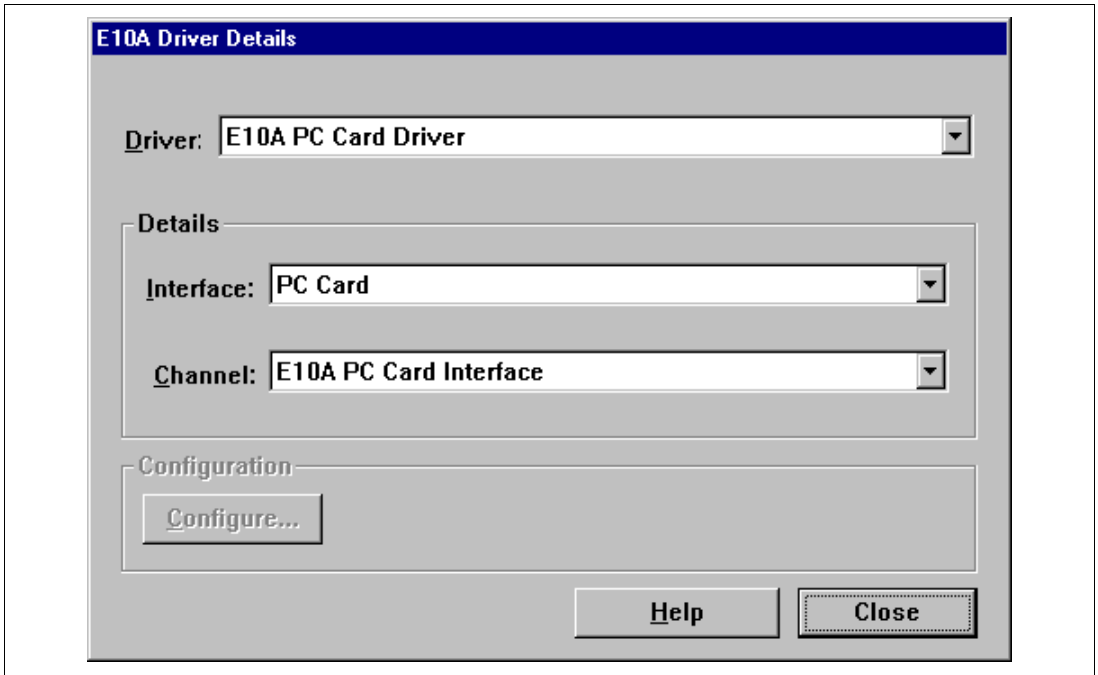 E10A Driver Details
Driver: E10A PC Card Driver
Details
Interface: PC Card
Channel: E10A PC Card Interface
Configuration
Configure...
Help Close